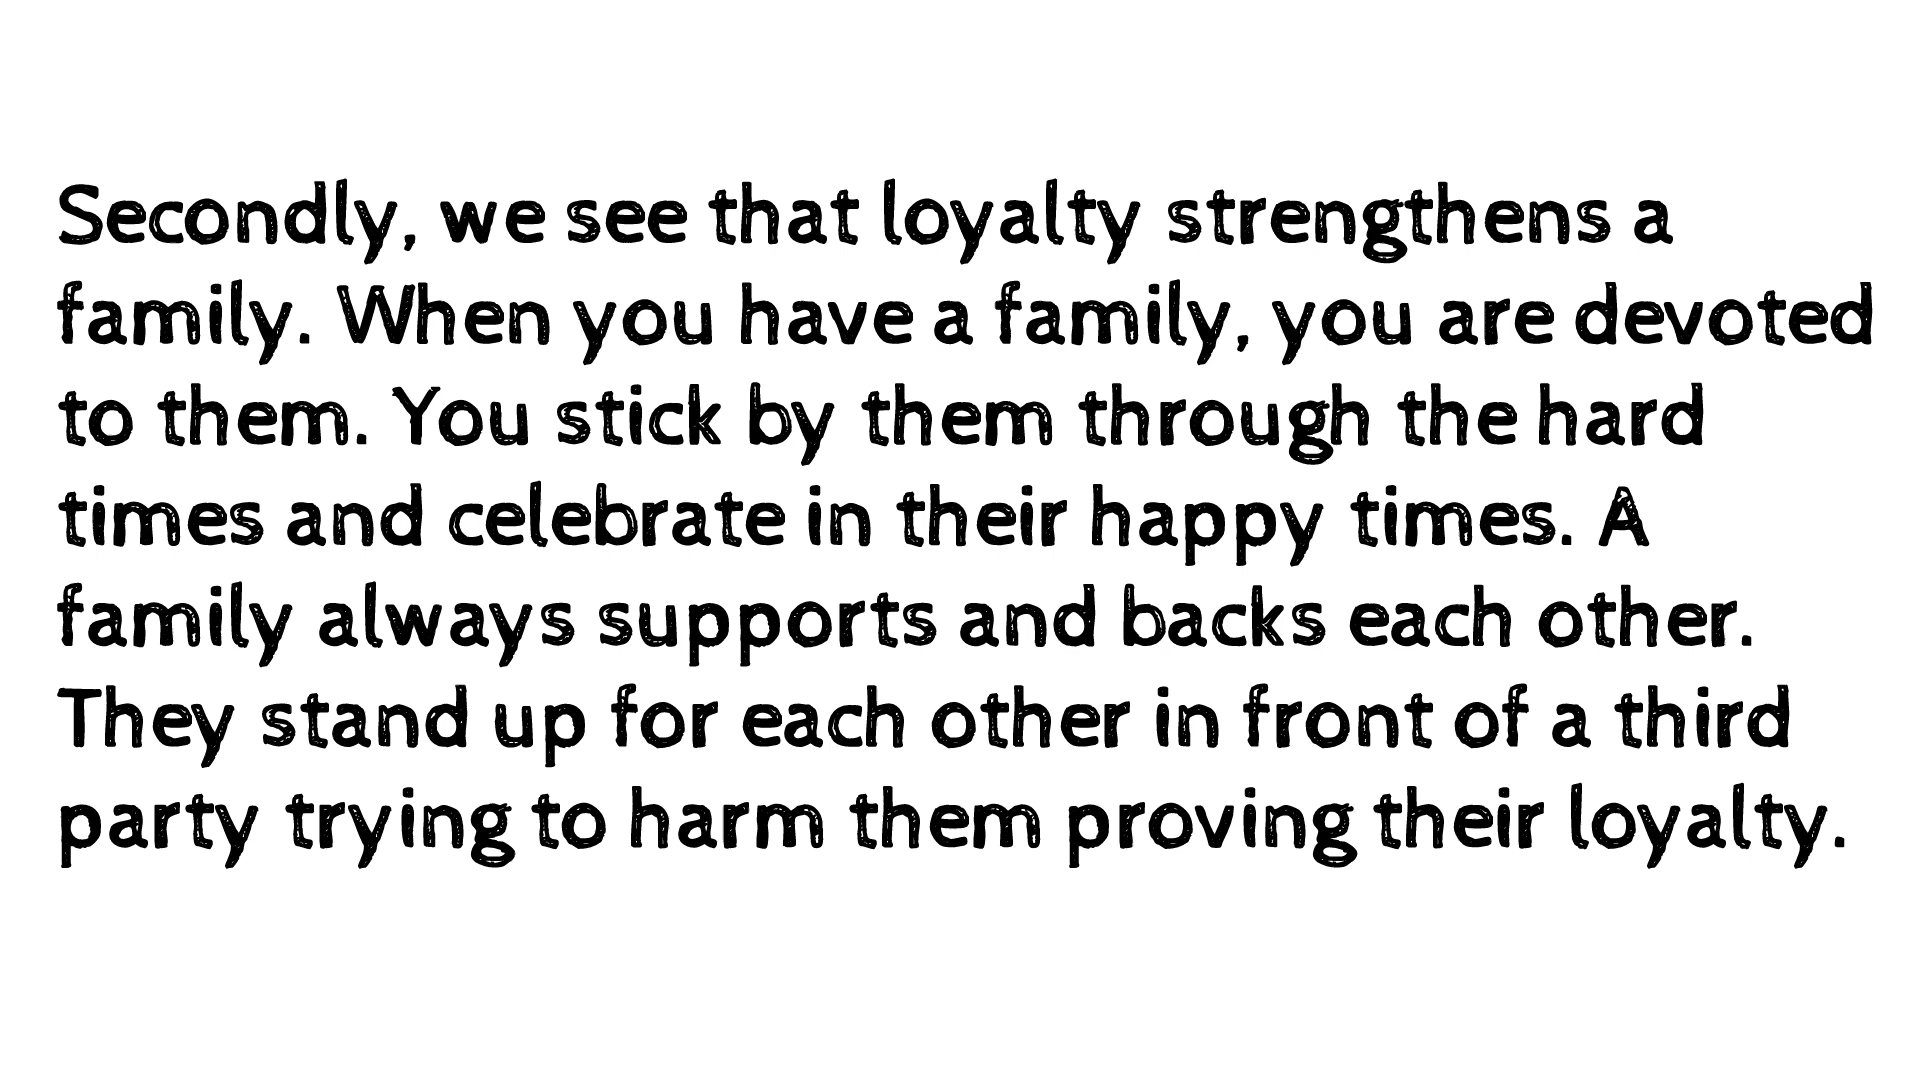 Secondly, we see that loyalty strengthens a
family. When you have a family, you are devoted
to them. You stick by them through the hard
times and celebrate in their happy times. A
family always supports and backs each other.
They stand up for each other in front of a third
party trying to harm them proving their loyalty.